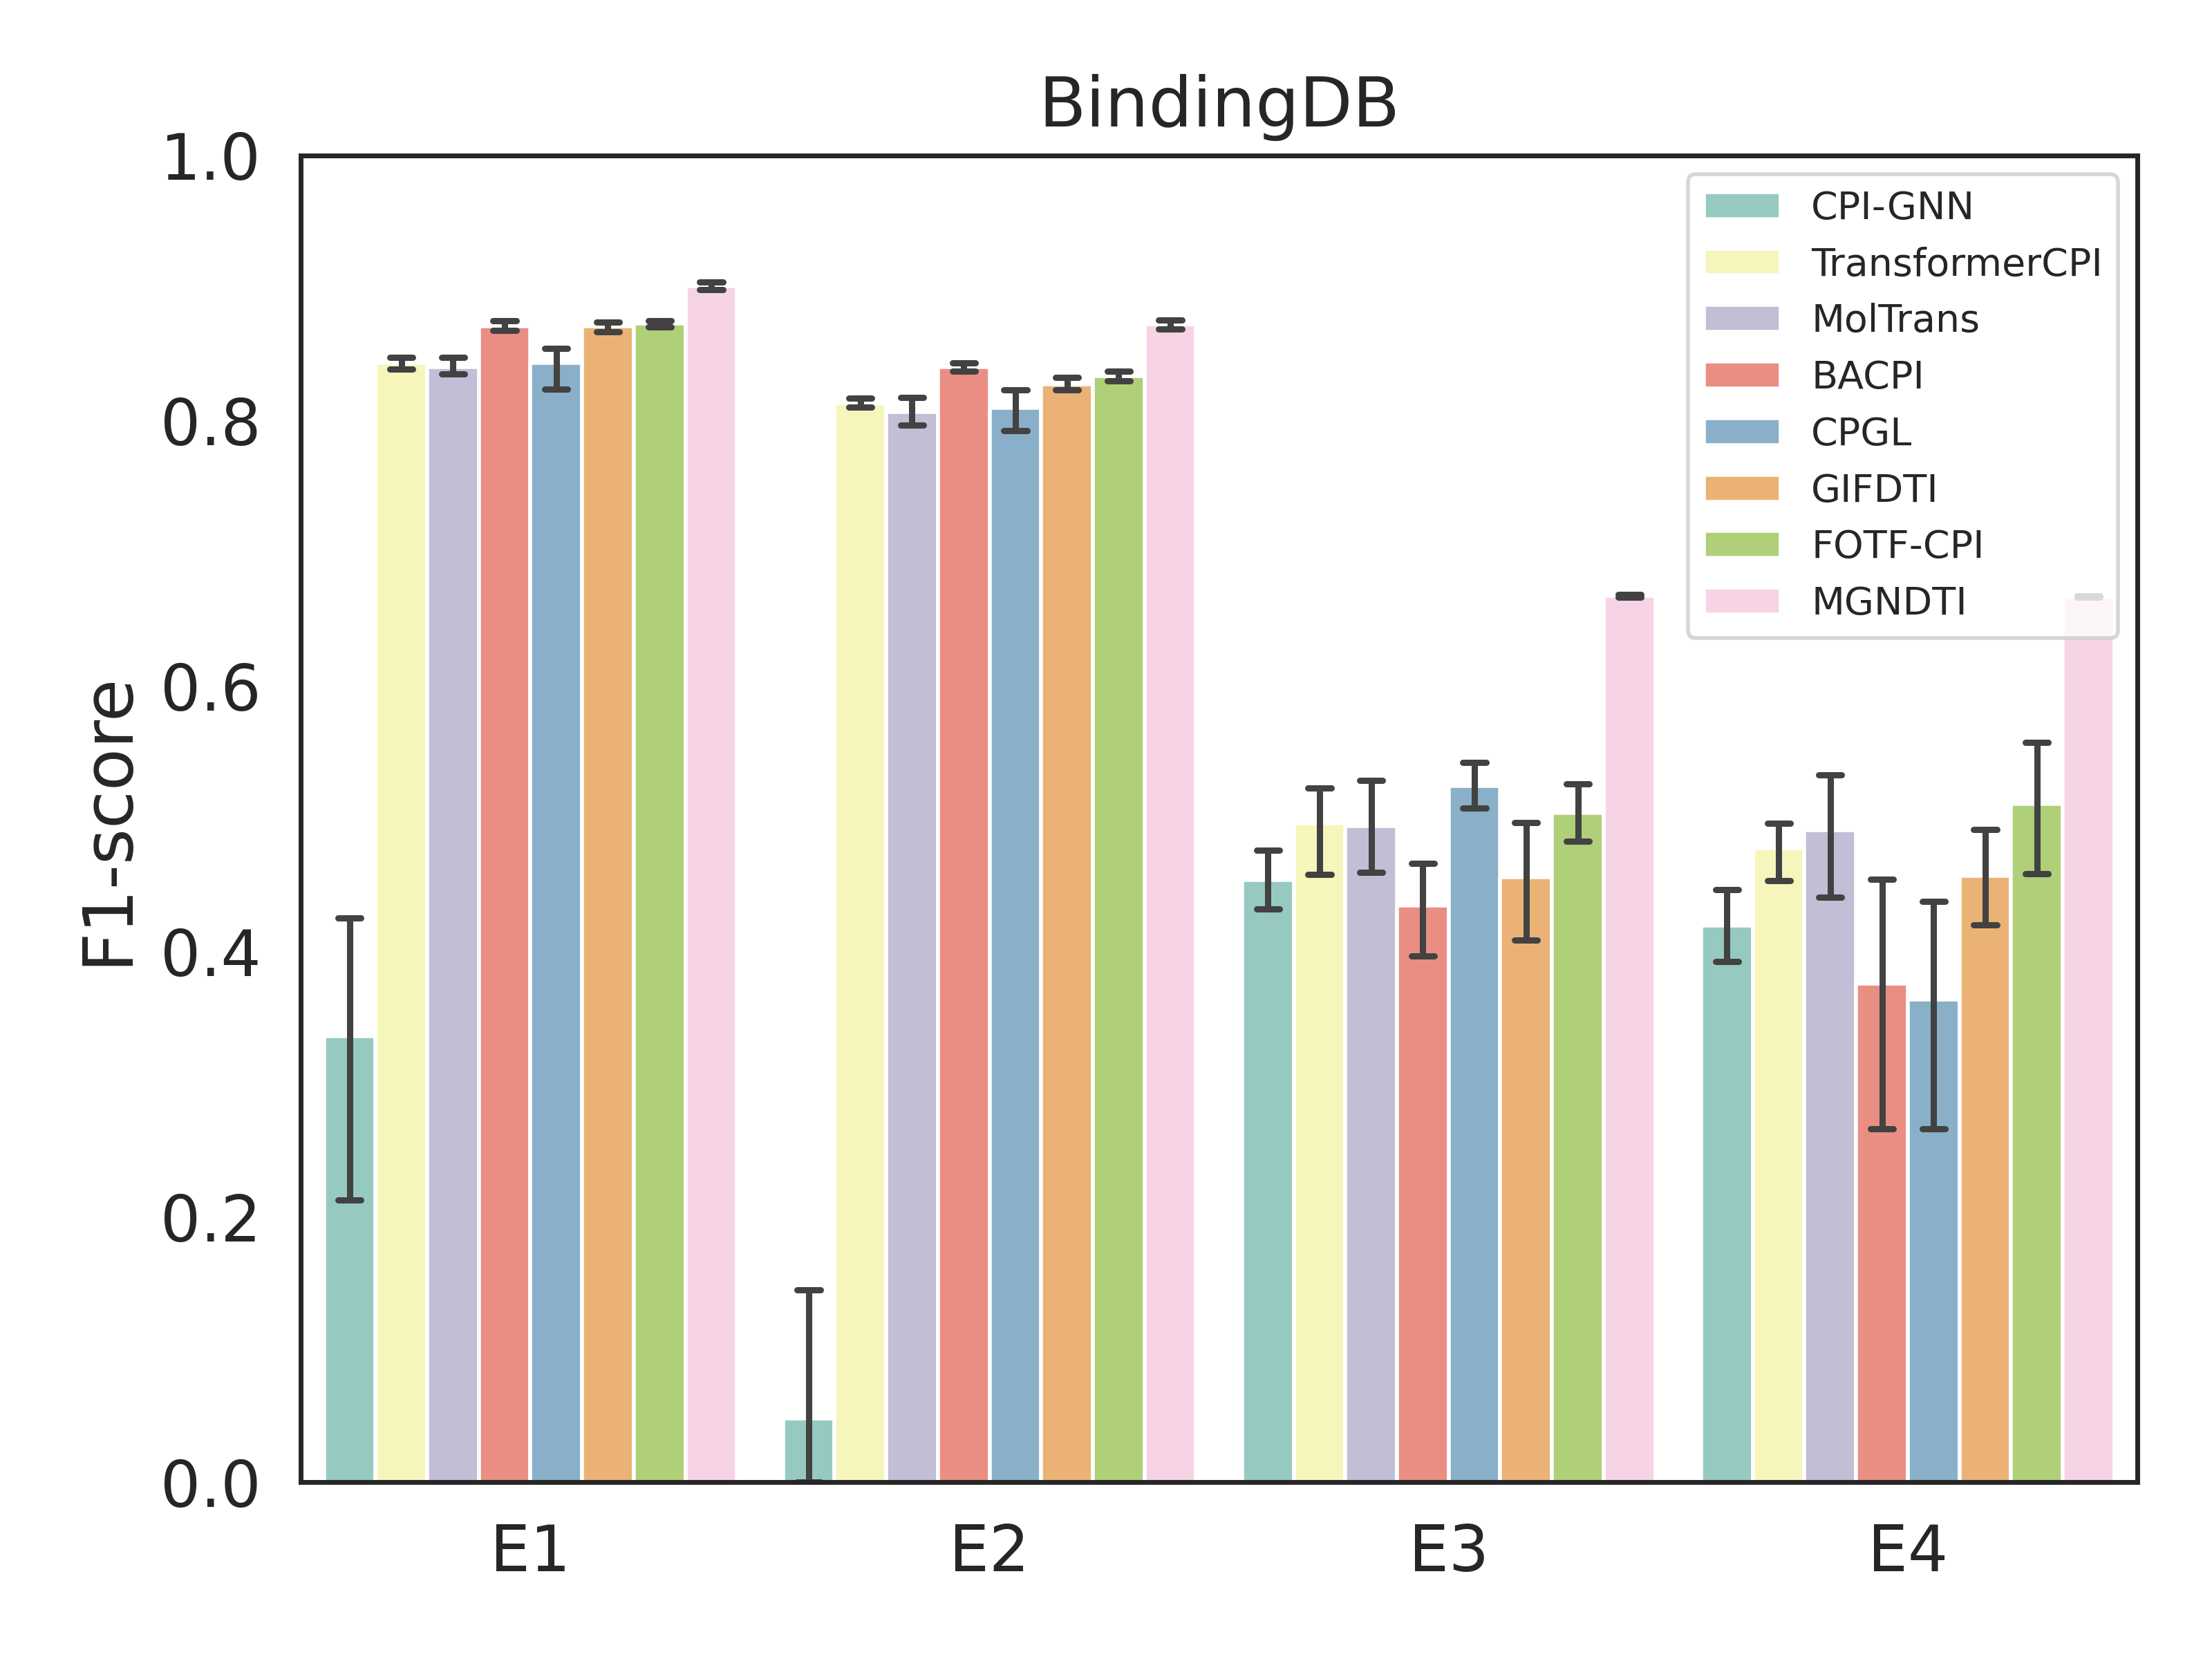 BindingDB
1.0
0.8
0.6
0.4
0.2
0.0
F1-score
CPI-GNN
TransformerCPI
MolTrans
BACPI
CPGL
GIFDTI
FOTF-CPI
MGNDTI
E1 E2 E3 E4